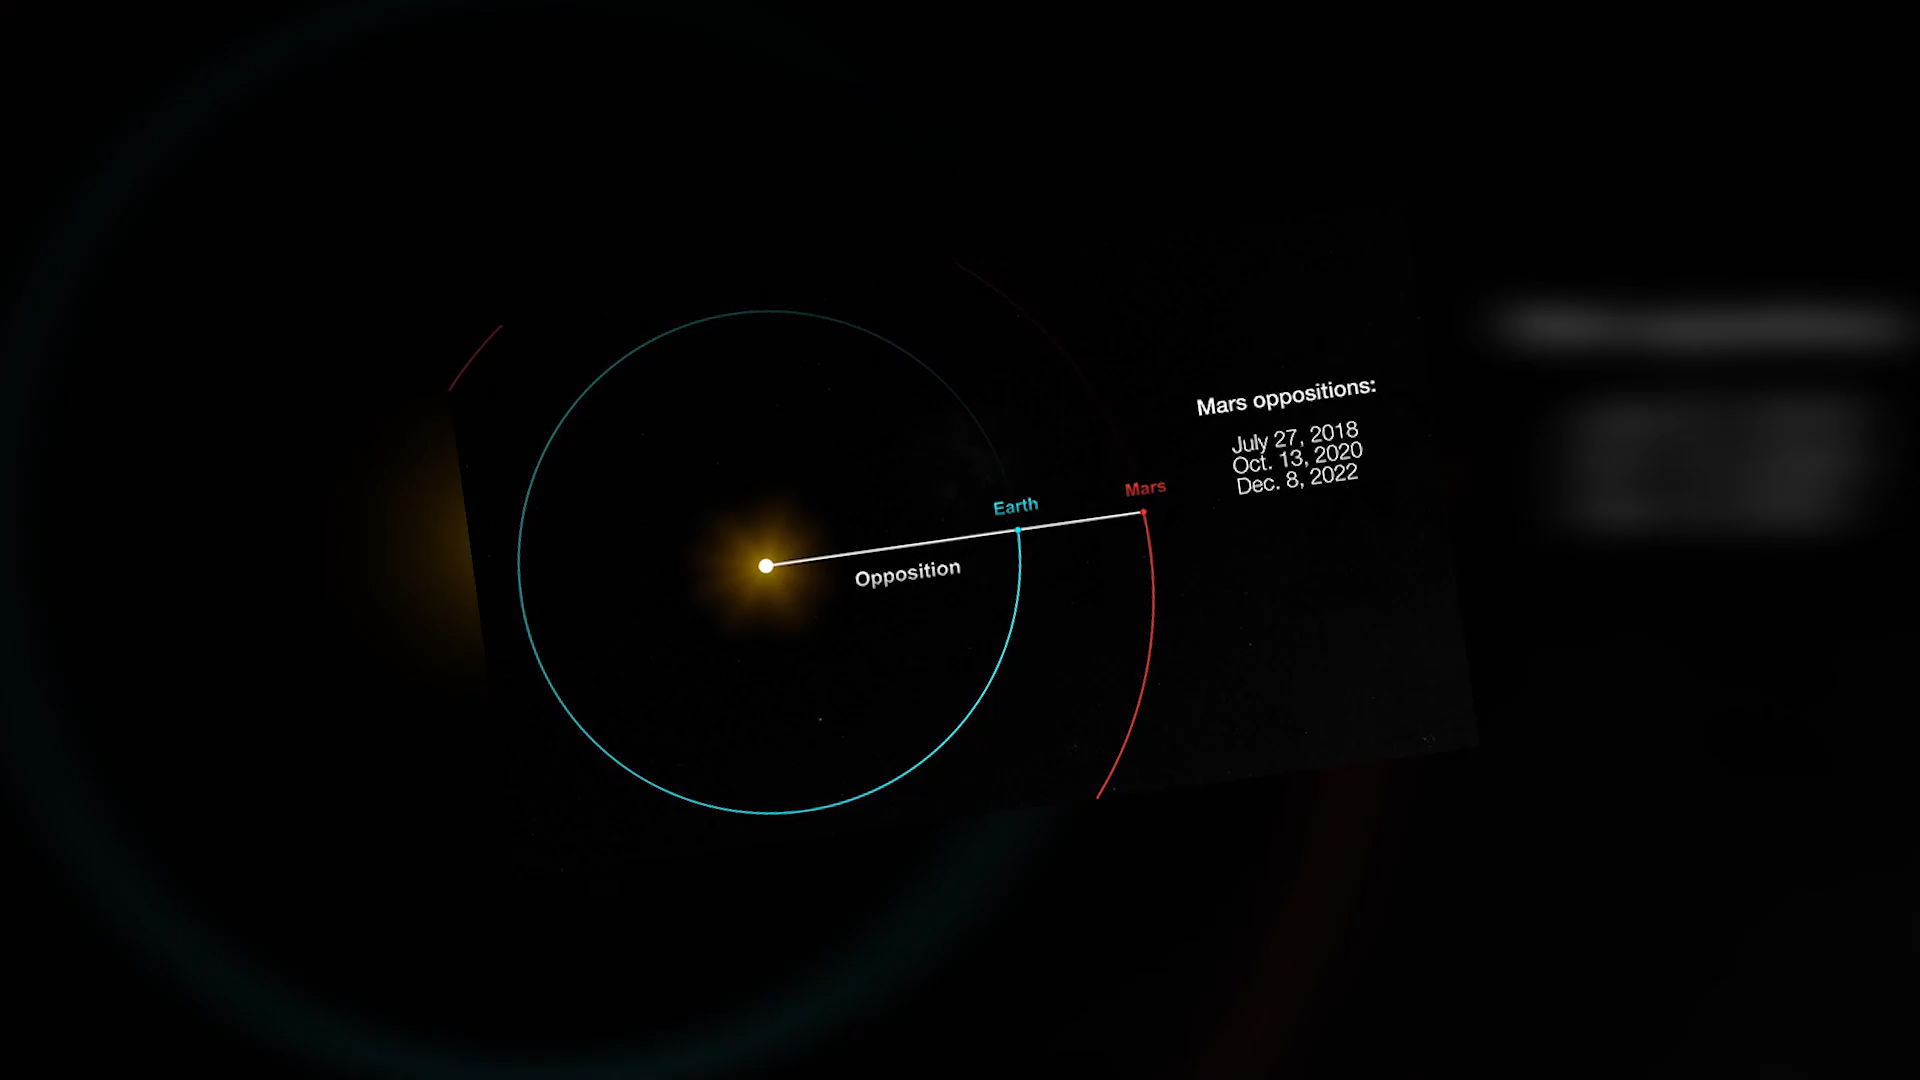 Mars oppositions:
July 27, 2018
Oct. 13, 2020
Dec. 8, 2022
Earth
Mars
Opposition